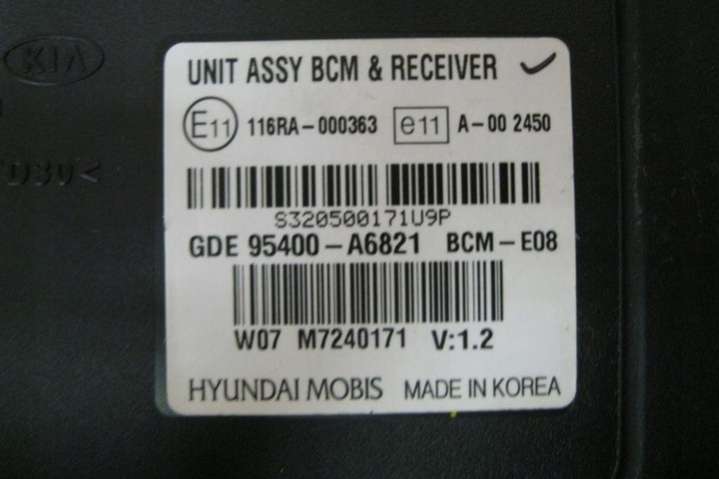 KIA
UNIT ASSY BCM & RECEIVER
E11 116RA-000363 e11 A-00 2450
D30<
S320500171U9P
GDE 95400-A6821 BCM-E08
W07 M7240171 V:1.2
HYUNDAI MOBIS MADE IN KOREA